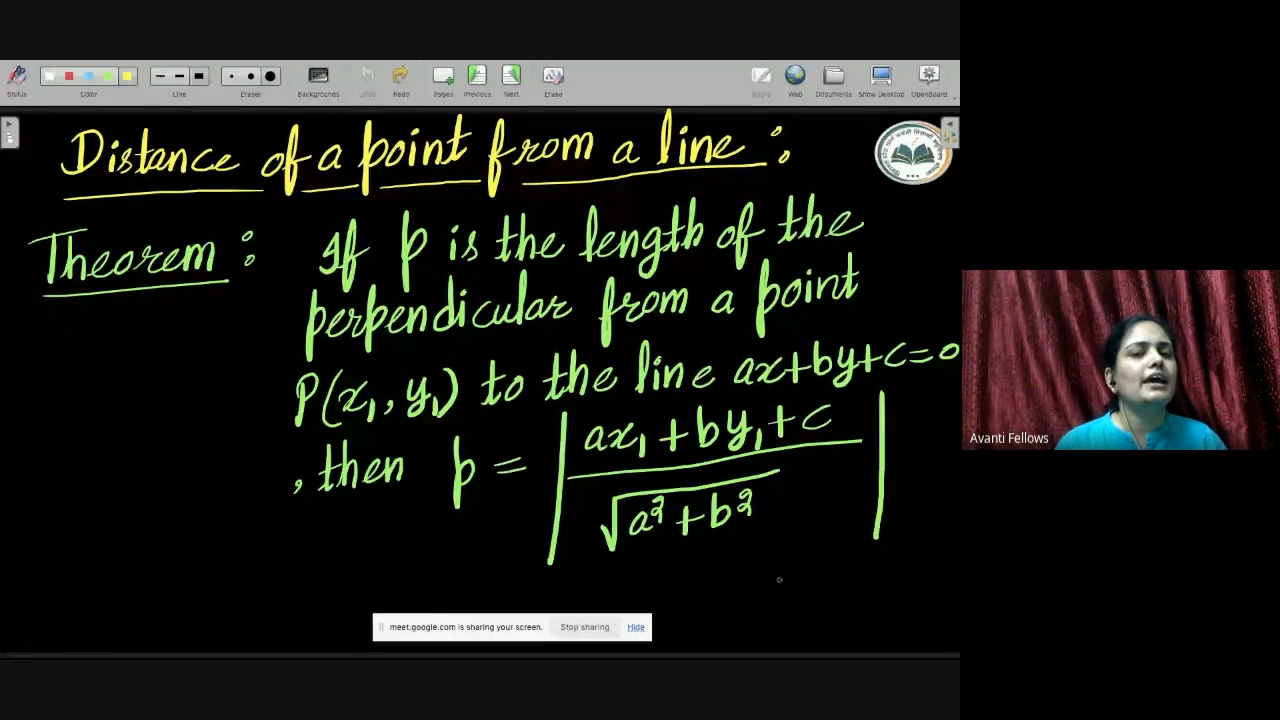 Stylus
Color
Line
Eraser
Backgrounds
Undo
Redo
Pages
Previous
Next
Erase
Board
Web
Documents
Show Desktop
OpenBoard
Distance of a point from a line :
Theorem : If p is the length of the
perpendicular from a point
P(x₁, y₁) to the line ax+by+c=0
, then p = | ax₁ + by₁ + c / √a² + b² |
Avanti Fellows
meet.google.com is sharing your screen. Stop sharing Hide